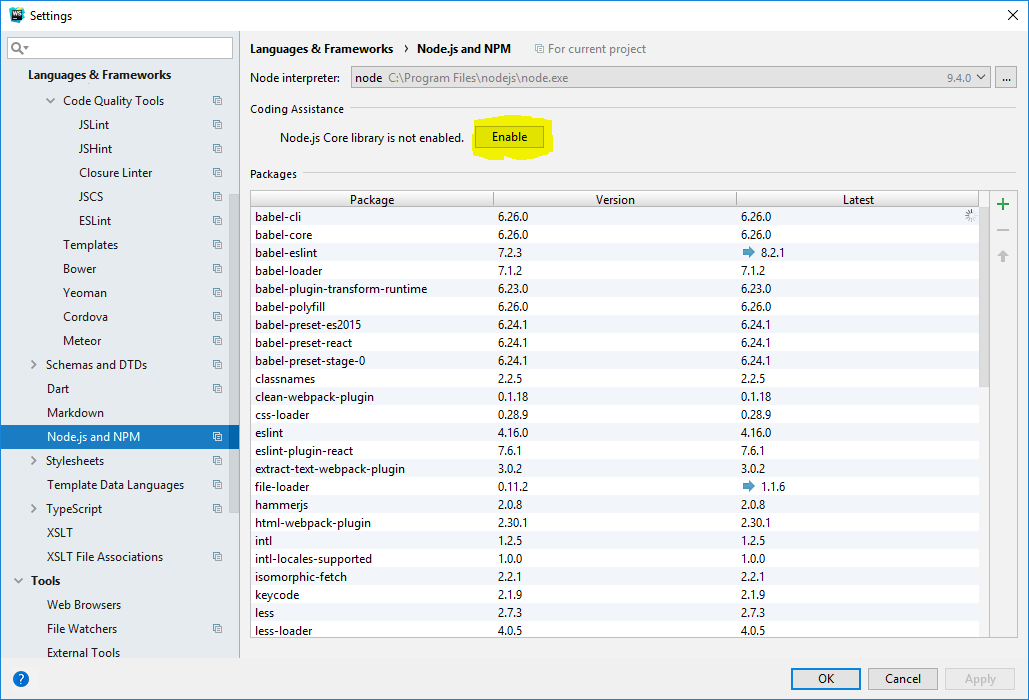 WS
Settings
Languages & Frameworks
Code Quality Tools
JSLint
JSHint
Closure Linter
JSCS
ESLint
Templates
Bower
Yeoman
Cordova
Meteor
Schemas and DTDs
Dart
Markdown
Node.js and NPM
Stylesheets
Template Data Languages
TypeScript
XSLT
XSLT File Associations
Tools
Web Browsers
File Watchers
External Tools
Languages & Frameworks › Node.js and NPM For current project
Node interpreter: node C:\Program Files\nodejs\node.exe 9.4.0 ...
Coding Assistance
Node.js Core library is not enabled. Enable
Packages
Package Version Latest
babel-cli 6.26.0 6.26.0
babel-core 6.26.0 6.26.0
babel-eslint 7.2.3 8.2.1
babel-loader 7.1.2 7.1.2
babel-plugin-transform-runtime 6.23.0 6.23.0
babel-polyfill 6.26.0 6.26.0
babel-preset-es2015 6.24.1 6.24.1
babel-preset-react 6.24.1 6.24.1
babel-preset-stage-0 6.24.1 6.24.1
classnames 2.2.5 2.2.5
clean-webpack-plugin 0.1.18 0.1.18
css-loader 0.28.9 0.28.9
eslint 4.16.0 4.16.0
eslint-plugin-react 7.6.1 7.6.1
extract-text-webpack-plugin 3.0.2 3.0.2
file-loader 0.11.2 1.1.6
hammerjs 2.0.8 2.0.8
html-webpack-plugin 2.30.1 2.30.1
intl 1.2.5 1.2.5
intl-locales-supported 1.0.0 1.0.0
isomorphic-fetch 2.2.1 2.2.1
keycode 2.1.9 2.1.9
less 2.7.3 2.7.3
less-loader 4.0.5 4.0.5
? OK Cancel Apply